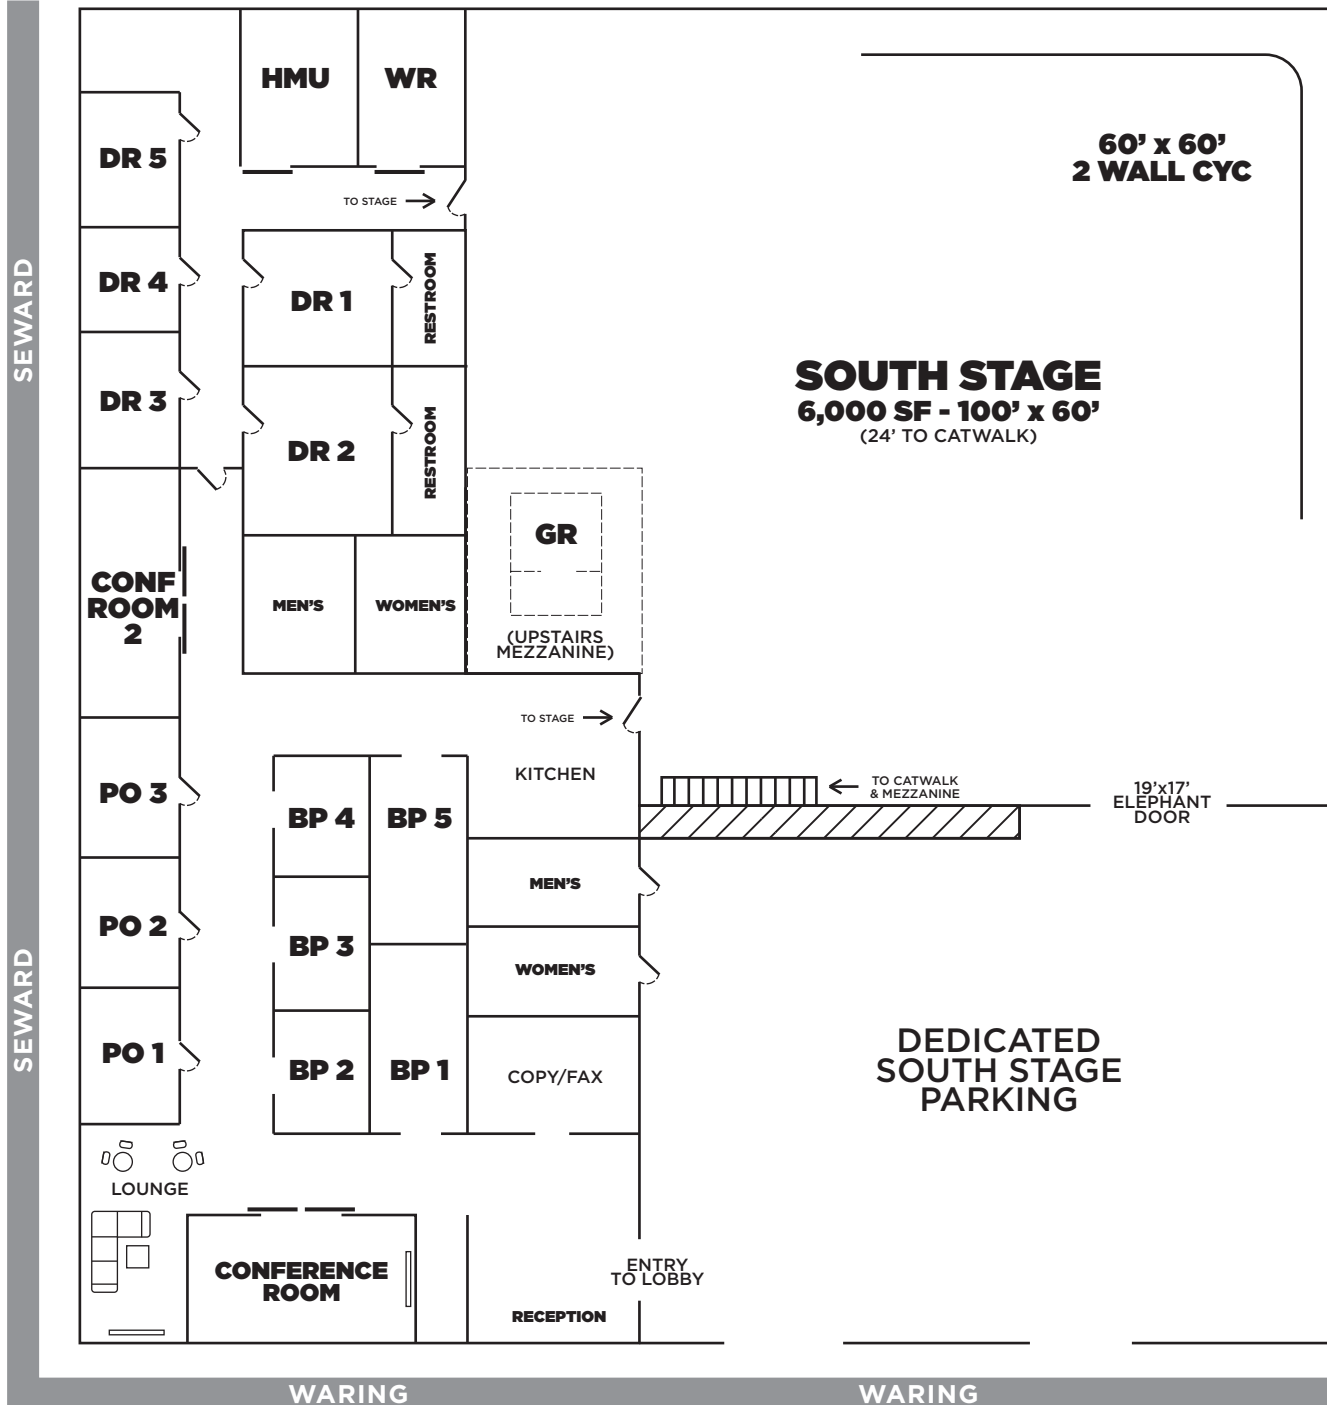 HMU
WR
DR 5
60’ x 60’
2 WALL CYC
TO STAGE
SEWARD
DR 4
DR 1
RESTROOM
SOUTH STAGE
6,000 SF - 100’ x 60’
(24’ TO CATWALK)
DR 3
DR 2
RESTROOM
GR
CONF
ROOM
2
MEN’S
WOMEN’S
(UPSTAIRS
MEZZANINE)
TO STAGE
KITCHEN
TO CATWALK
& MEZZANINE
19’x17’
ELEPHANT
DOOR
PO 3
BP 4
BP 5
MEN’S
PO 2
BP 3
WOMEN’S
SEWARD
PO 1
BP 2
BP 1
COPY/FAX
DEDICATED
SOUTH STAGE
PARKING
LOUNGE
CONFERENCE
ROOM
ENTRY
TO LOBBY
RECEPTION
WARING
WARING